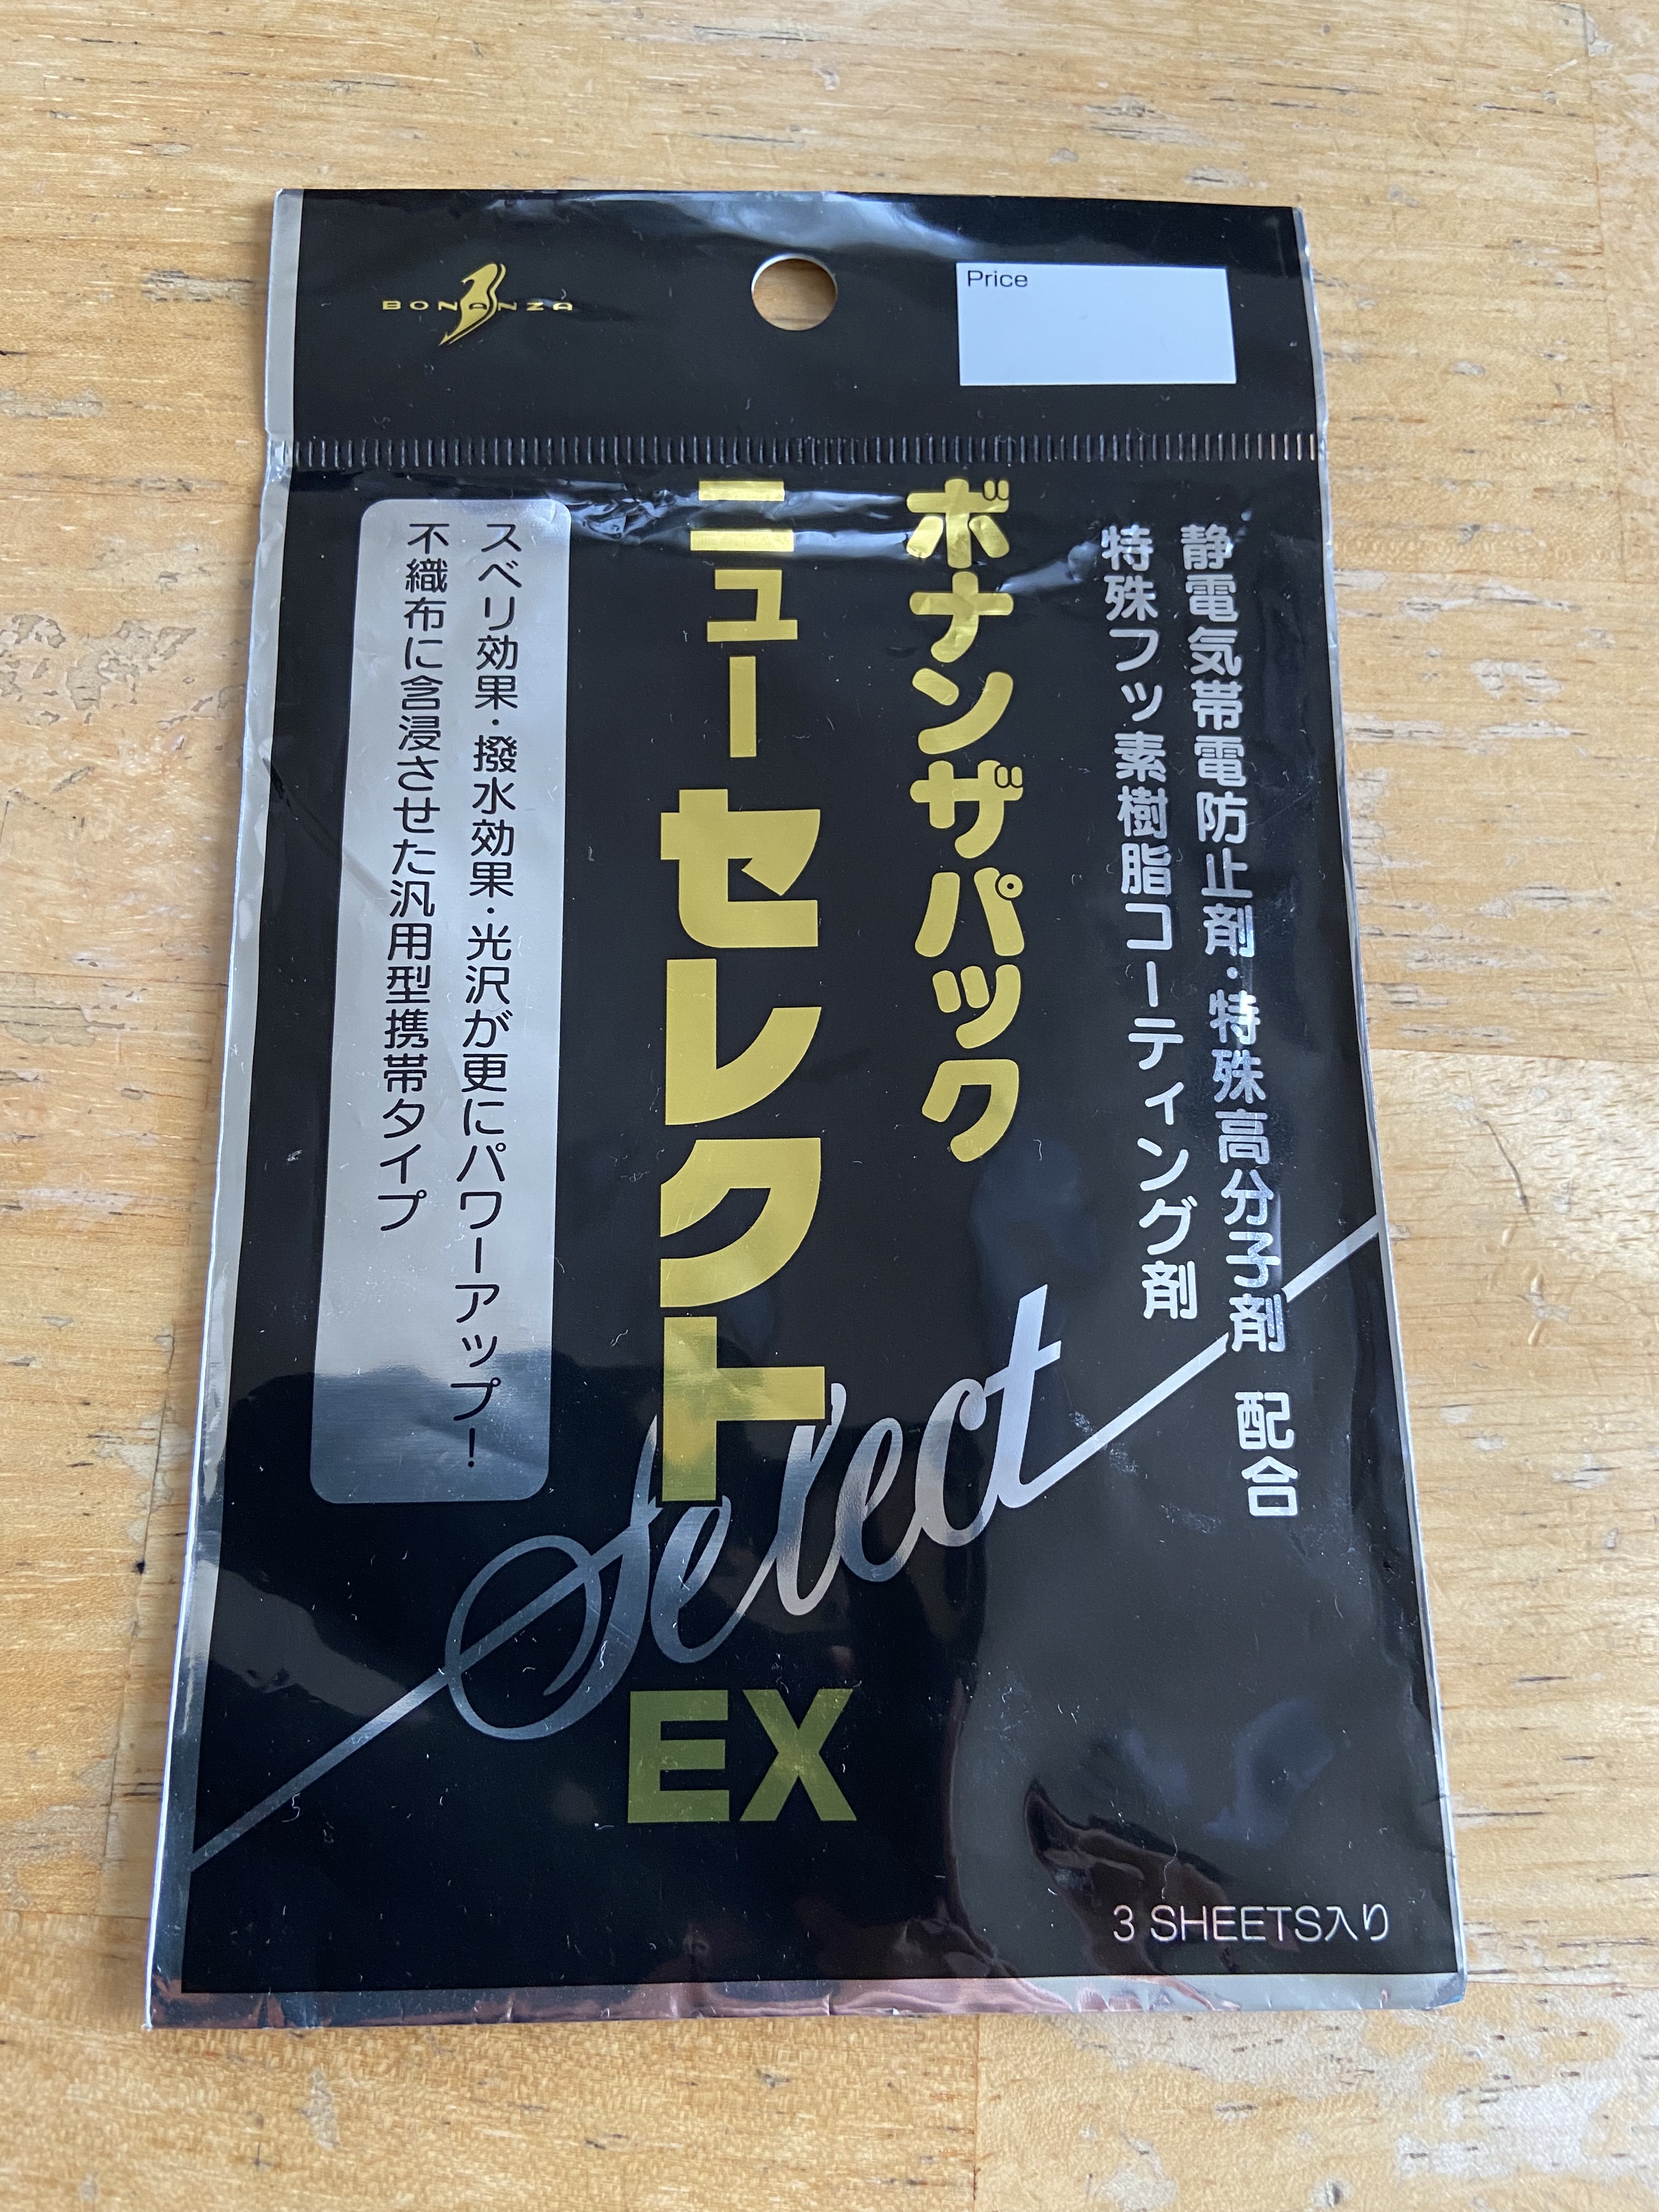 BONANZA
Price
静電気帯電防止剤・特殊高分子剤 配合
特殊フッ素樹脂コーティング剤
ボナンザパック
ニューセレクト
Select
EX
スベリ効果・撥水効果・光沢が更にパワーアップ!
不織布に含浸させた汎用型携帯タイプ
3 SHEETS入り